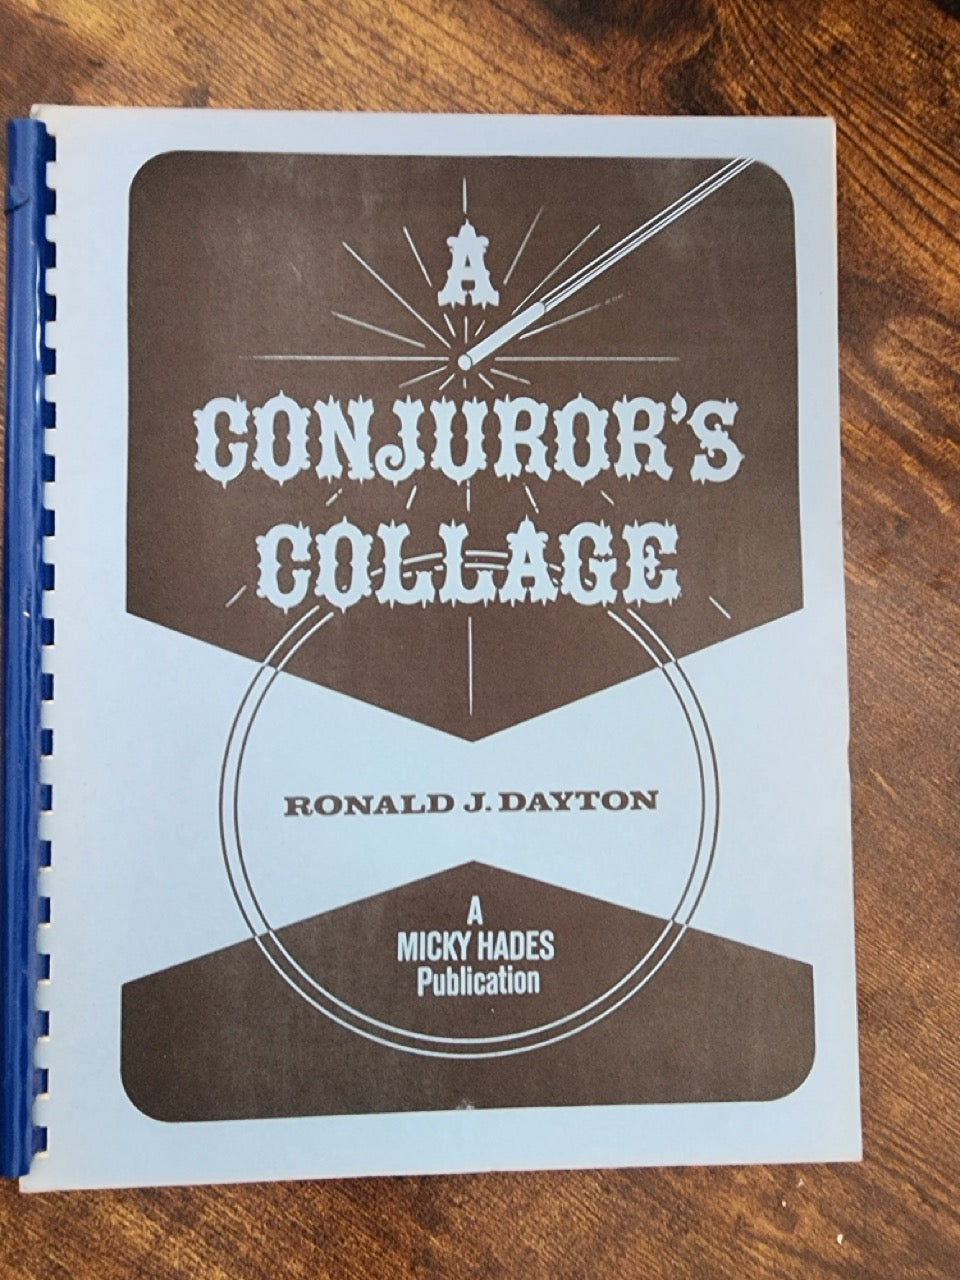 A
CONJUROR'S
COLLAGE
RONALD J. DAYTON
A
MICKY HADES
Publication